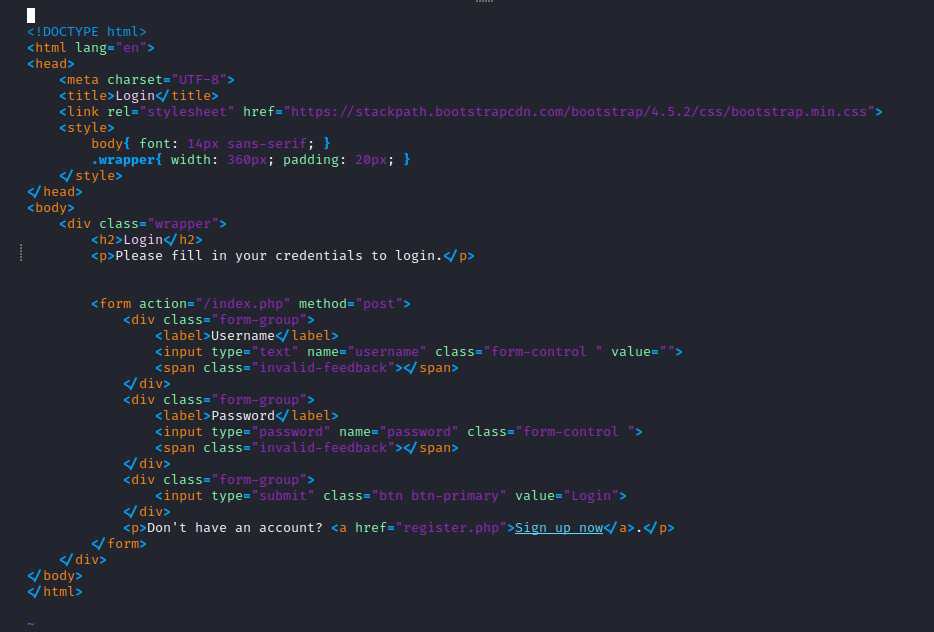 <!DOCTYPE html>
<html lang="en">
<head>
    <meta charset="UTF-8">
    <title>Login</title>
    <link rel="stylesheet" href="https://stackpath.bootstrapcdn.com/bootstrap/4.5.2/css/bootstrap.min.css">
    <style>
        body{ font: 14px sans-serif; }
        .wrapper{ width: 360px; padding: 20px; }
    </style>
</head>
<body>
    <div class="wrapper">
        <h2>Login</h2>
        <p>Please fill in your credentials to login.</p>
        <form action="/index.php" method="post">
            <div class="form-group">
                <label>Username</label>
                <input type="text" name="username" class="form-control " value="">
                <span class="invalid-feedback"></span>
            </div>
            <div class="form-group">
                <label>Password</label>
                <input type="password" name="password" class="form-control ">
                <span class="invalid-feedback"></span>
            </div>
            <div class="form-group">
                <input type="submit" class="btn btn-primary" value="Login">
            </div>
            <p>Don't have an account? <a href="register.php">Sign up now</a>.</p>
        </form>
    </div>
</body>
</html>
~